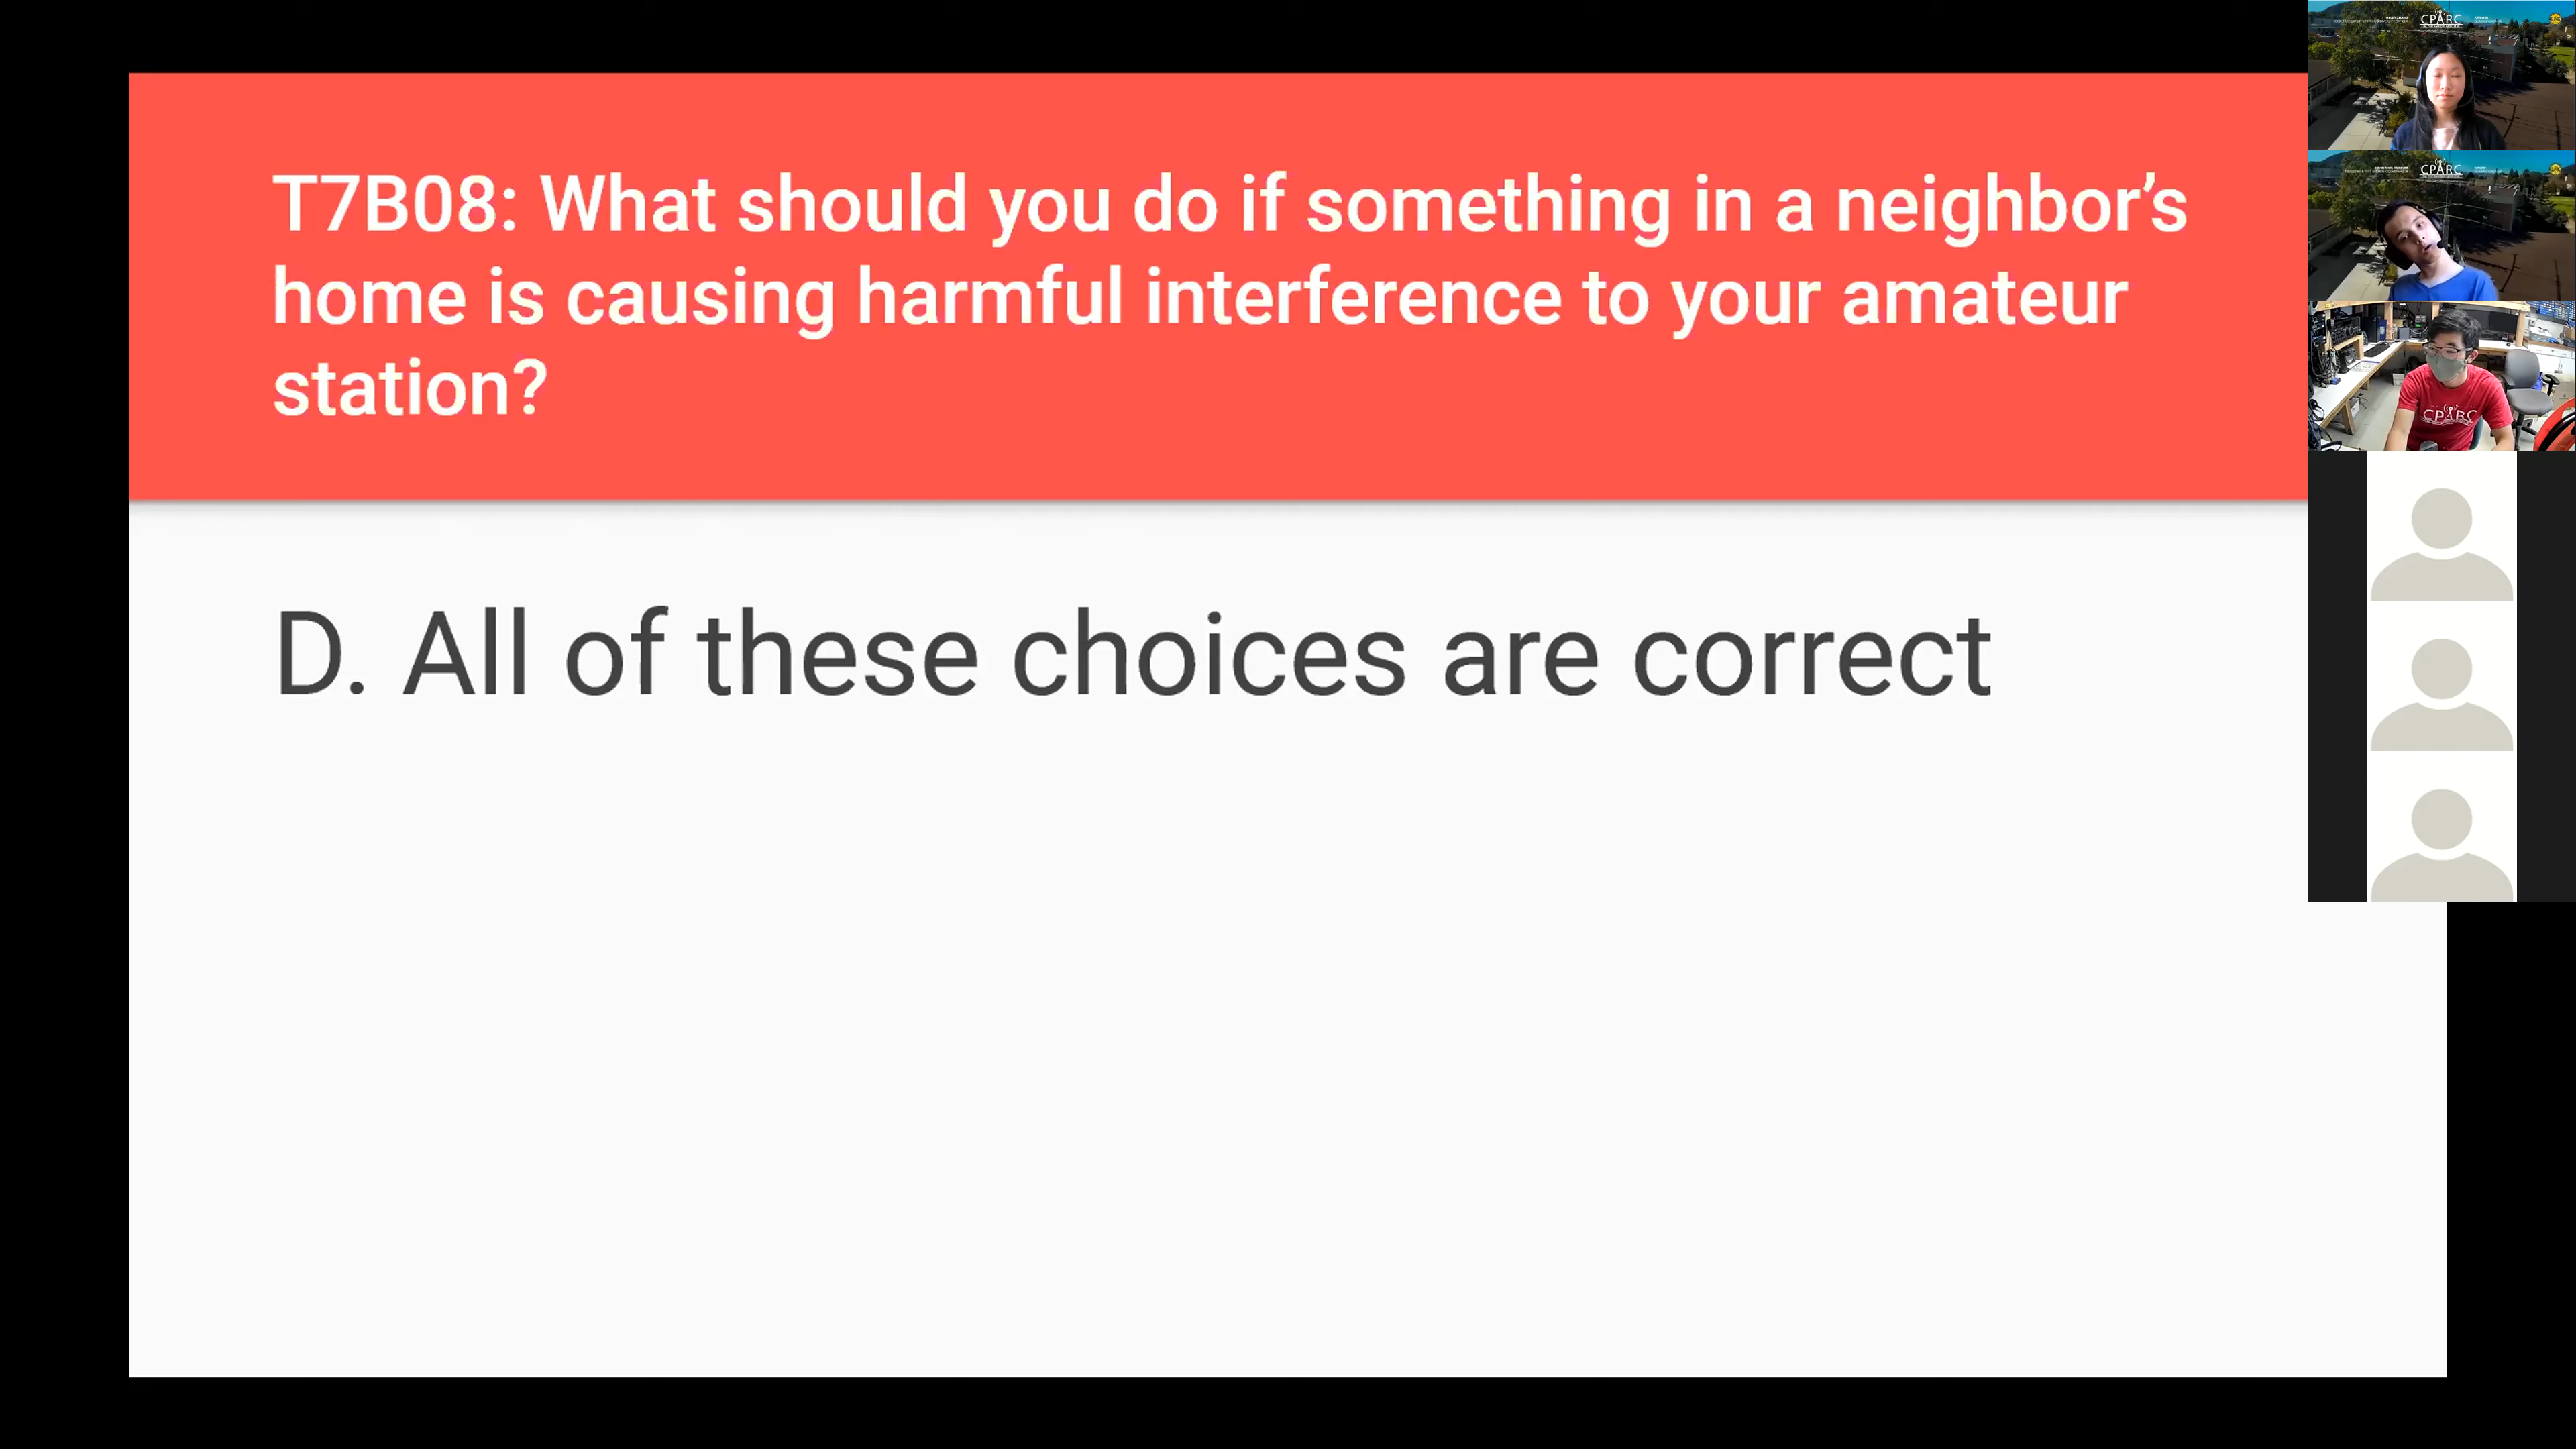 T7B08: What should you do if something in a neighbor’s
home is causing harmful interference to your amateur
station?
D. All of these choices are correct
CPARC
CPARC
CPARC